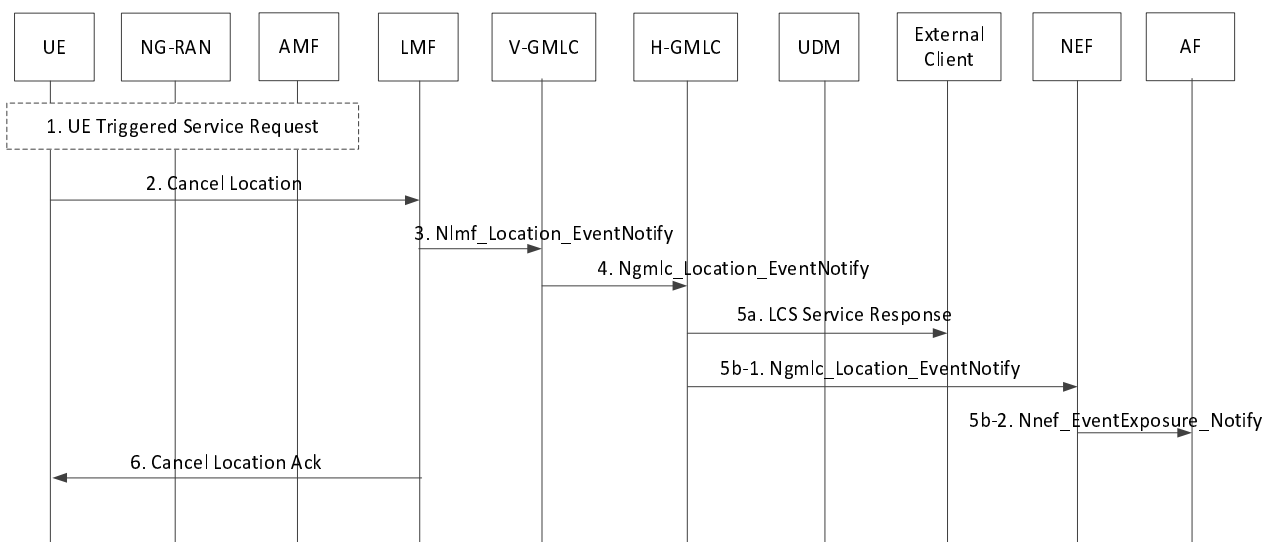 UE
NG-RAN
AMF
LMF
V-GMLC
H-GMLC
UDM
External
Client
NEF
AF
1. UE Triggered Service Request
2. Cancel Location
3. Nlmf_Location_EventNotify
4. Ngmlc_Location_EventNotify
5a. LCS Service Response
5b-1. Ngmlc_Location_EventNotify
5b-2. Nnef_EventExposure_Notify
6. Cancel Location Ack